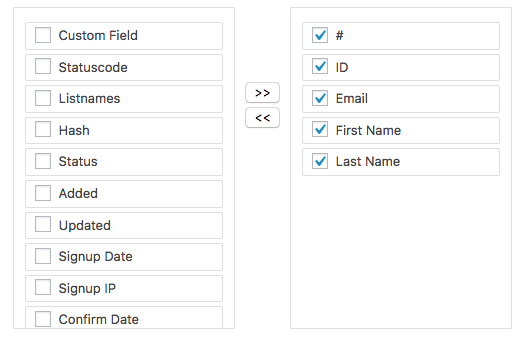 Custom Field
Statuscode
Listnames
Hash
Status
Added
Updated
Signup Date
Signup IP
Confirm Date
>>
<<
#
ID
Email
First Name
Last Name